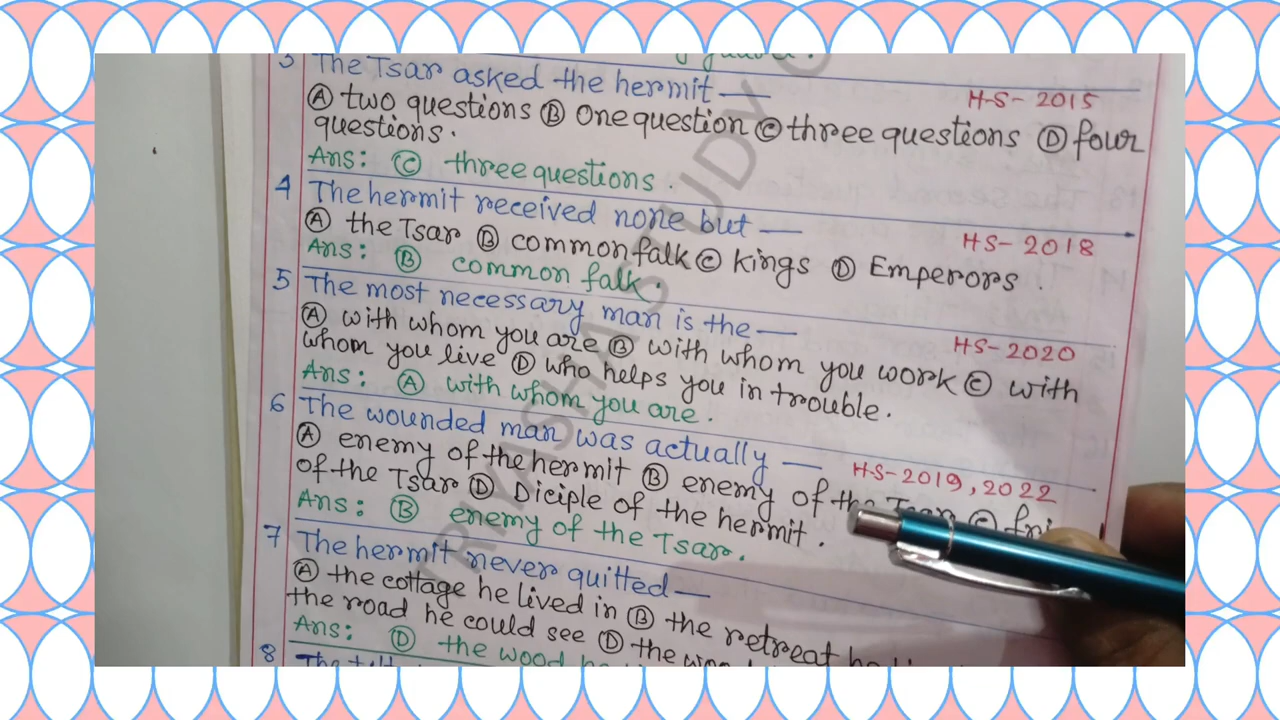 3 The Tsar asked the hermit —
HS-2015
Ⓐ two questions Ⓑ One question Ⓒ three questions Ⓓ four
questions.
Ans: Ⓒ three questions.
4 The hermit received none but —
HS-2018
Ⓐ the Tsar Ⓑ common falk Ⓒ kings Ⓓ Emperors.
Ans: Ⓑ common falk.
5 The most necessary man is the —
HS-2020
Ⓐ with whom you are Ⓑ with whom you work Ⓒ with
whom you live Ⓓ who helps you in trouble.
Ans: Ⓐ with whom you are.
6 The wounded man was actually —
HS-2019, 2022
Ⓐ enemy of the hermit Ⓑ enemy of the Tsar Ⓒ
of the Tsar Ⓓ Diciple of the hermit.
Ans: Ⓑ enemy of the Tsar.
7 The hermit never quitted —
Ⓐ the cottage he lived in Ⓑ the retreat
the road he could see Ⓓ the
Ans: Ⓓ the wood
8 The
STUDY